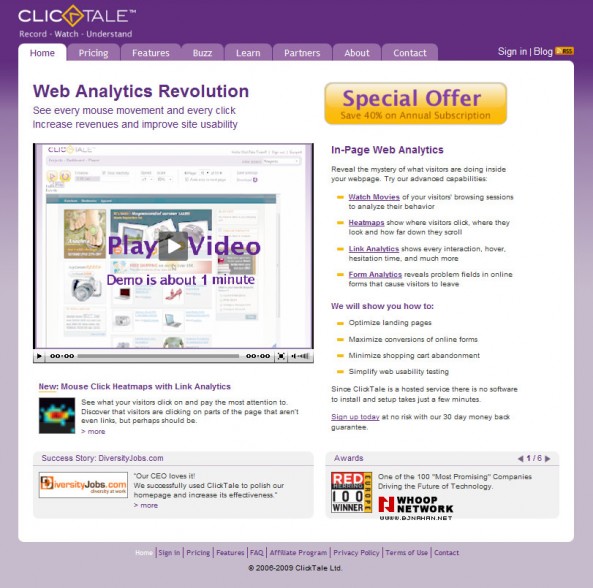 CLICKTALE™
Record - Watch - Understand
Home
Pricing
Features
Buzz
Learn
Partners
About
Contact
Sign in | Blog RSS
Web Analytics Revolution
See every mouse movement and every click
Increase revenues and improve site usability
Special Offer
Save 40% on Annual Subscription
CLICKTALE
Play Video
Demo is about 1 minute
00:00
00:00
In-Page Web Analytics
Reveal the mystery of what visitors are doing inside
your webpage. Try our advanced capabilities:
Watch Movies of your visitors' browsing sessions
to analyze their behavior
Heatmaps show where visitors click, where they
look and how far down they scroll
Link Analytics shows every interaction, hover,
hesitation time, and much more
Form Analytics reveals problem fields in online
forms that cause visitors to leave
We will show you how to:
Optimize landing pages
Maximize conversions of online forms
Minimize shopping cart abandonment
Simplify web usability testing
Since ClickTale is a hosted service there is no software
to install and setup takes just a few minutes.
Sign up today at no risk with our 30 day money back
guarantee.
New: Mouse Click Heatmaps with Link Analytics
See what your visitors click on and pay the most attention to.
Discover that visitors are clicking on parts of the page that aren't
even links, but perhaps should be.
> more
Success Story: DiversityJobs.com
DiversityJobs.com
diversity at work
"Our CEO loves it!
We successfully used ClickTale to polish our
homepage and increase its effectiveness."
> more
Awards
1 / 6
RED
HERRING
100
WINNER
EUROPE
One of the 100 "Most Promising" Companies
Driving the Future of Technology.
WHOOP
NETWORK
WWW.BJNAHAN.NET
Home | Sign In | Pricing | Features | FAQ | Affiliate Program | Privacy Policy | Terms of Use | Contact
© 2006-2009 ClickTale Ltd.